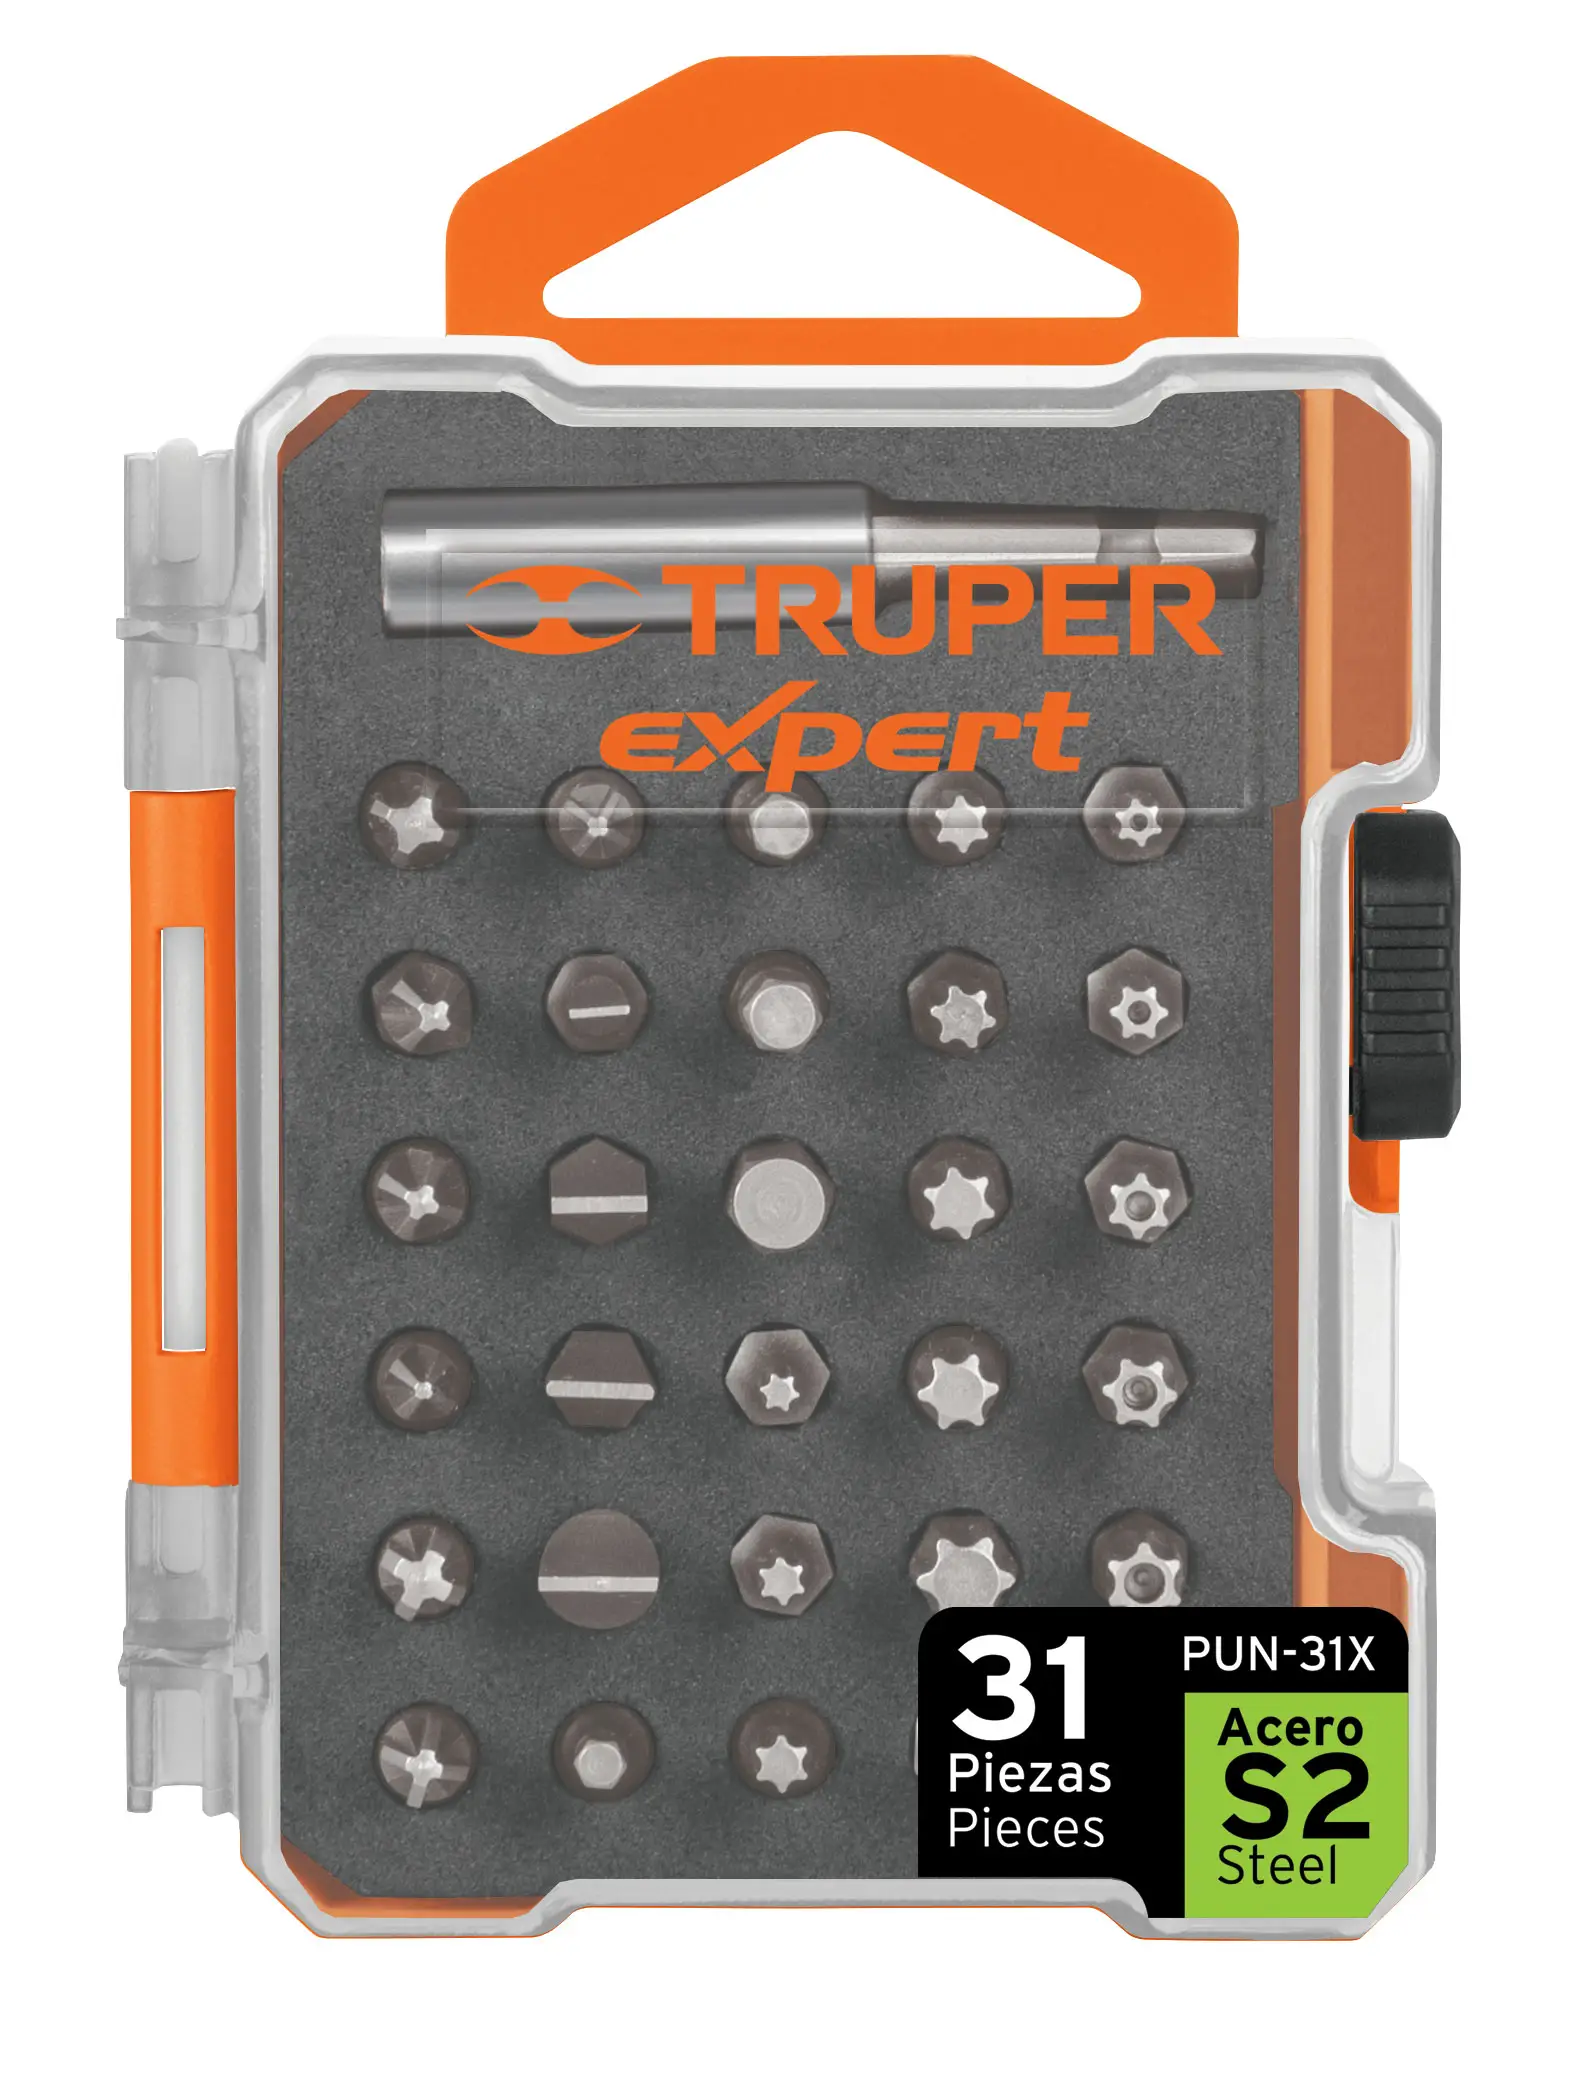 TRUPER
expert
31
Piezas
Pieces
PUN-31X
Acero
S2
Steel